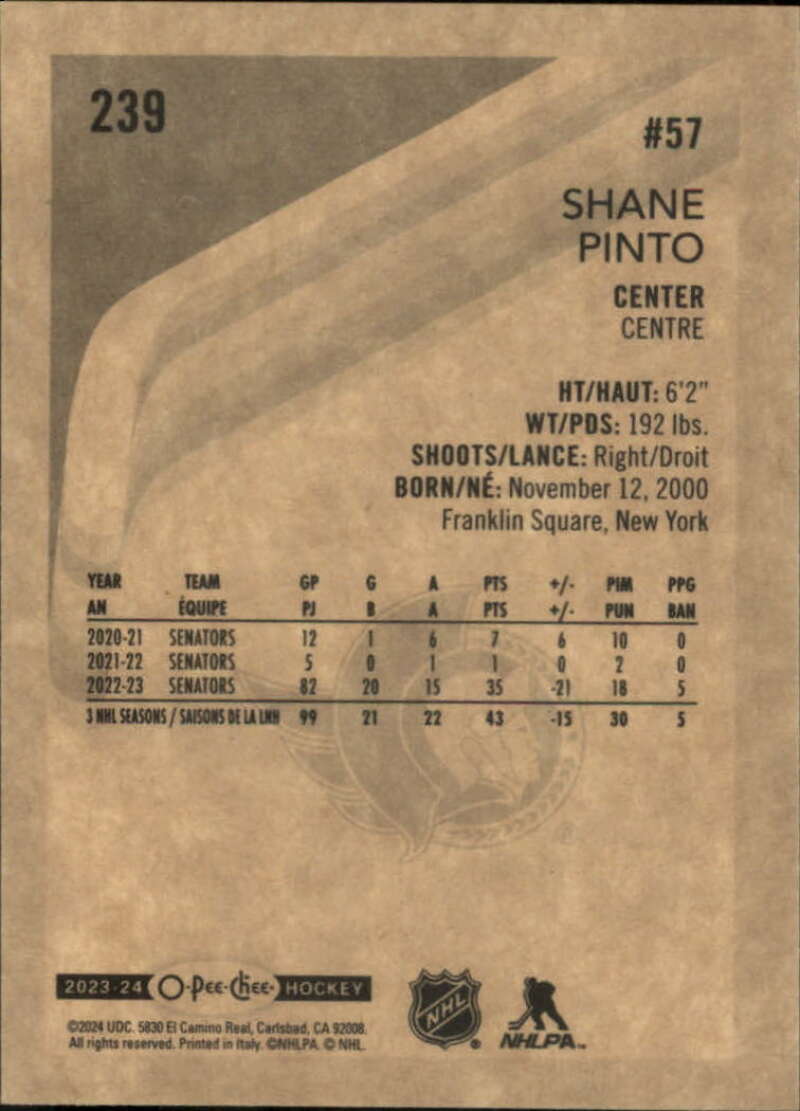 239
#57
SHANE
PINTO
CENTER
CENTRE
HT/HAUT: 6'2"
WT/PDS: 192 lbs.
SHOOTS/LANCE: Right/Droit
BORN/NÉ: November 12, 2000
Franklin Square, New York
YEAR TEAM GP G A PTS +/- PIM PPG
AN ÉQUIPE PJ B A PTS +/- PUN BAN
2020-21 SENATORS 12 1 6 7 6 10 0
2021-22 SENATORS 5 0 1 1 0 2 0
2022-23 SENATORS 82 20 15 35 -21 18 5
3 NHL SEASONS / SAISONS DE LA LNH 99 21 22 43 -15 30 5
2023-24 O-Pee-Chee HOCKEY
©2024 UDC. 5830 El Camino Real, Carlsbad, CA 92008.
All rights reserved. Printed in Italy. ©NHLPA © NHL.
NHL ®
NHLPA™